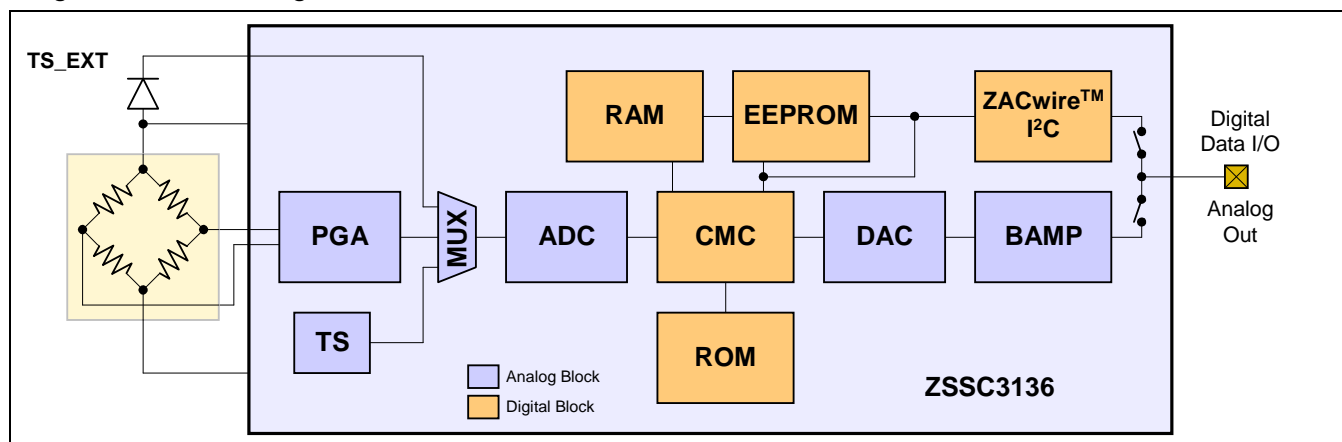 TS_EXT
RAM
EEPROM
ZACwire™
I²C
Digital
Data I/O
PGA
MUX
ADC
CMC
DAC
BAMP
Analog
Out
TS
ROM
Analog Block
Digital Block
ZSSC3136